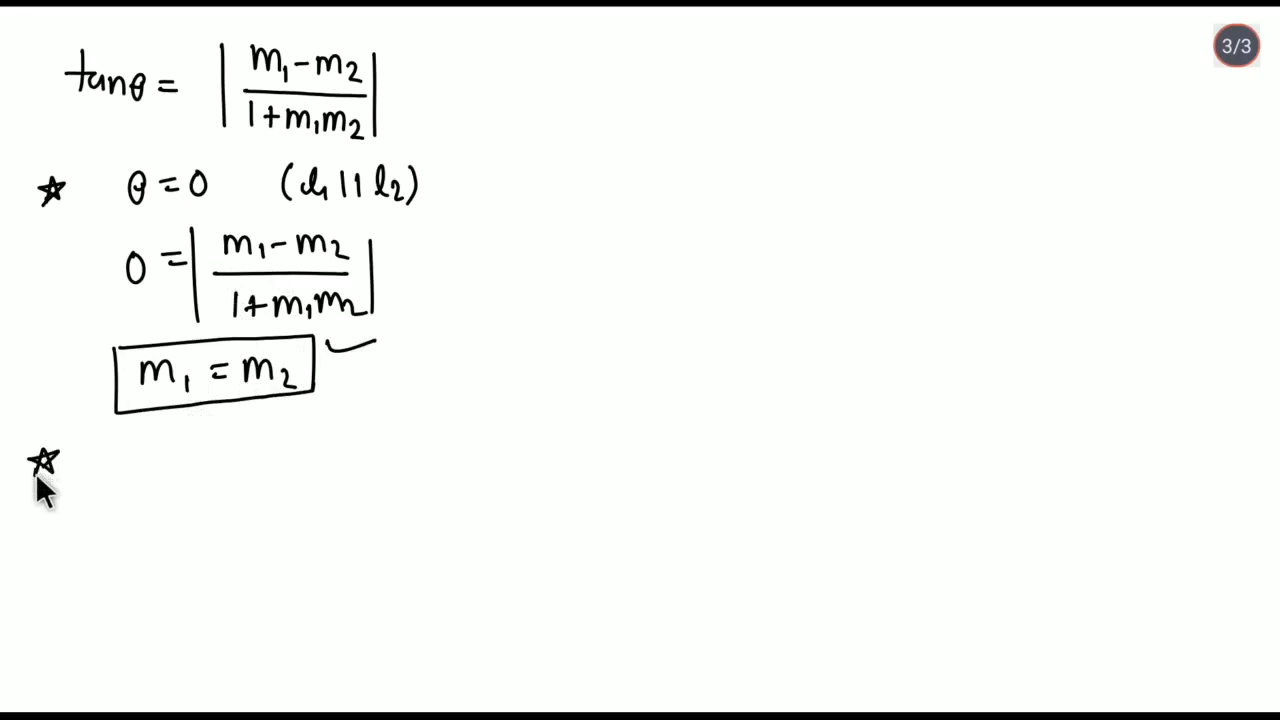 3/3
tanθ = | (m₁ - m₂) / (1 + m₁m₂) |
☆ θ = 0 (l₁ || l₂)
0 = | (m₁ - m₂) / (1 + m₁m₂) |
m₁ = m₂ ✓
☆